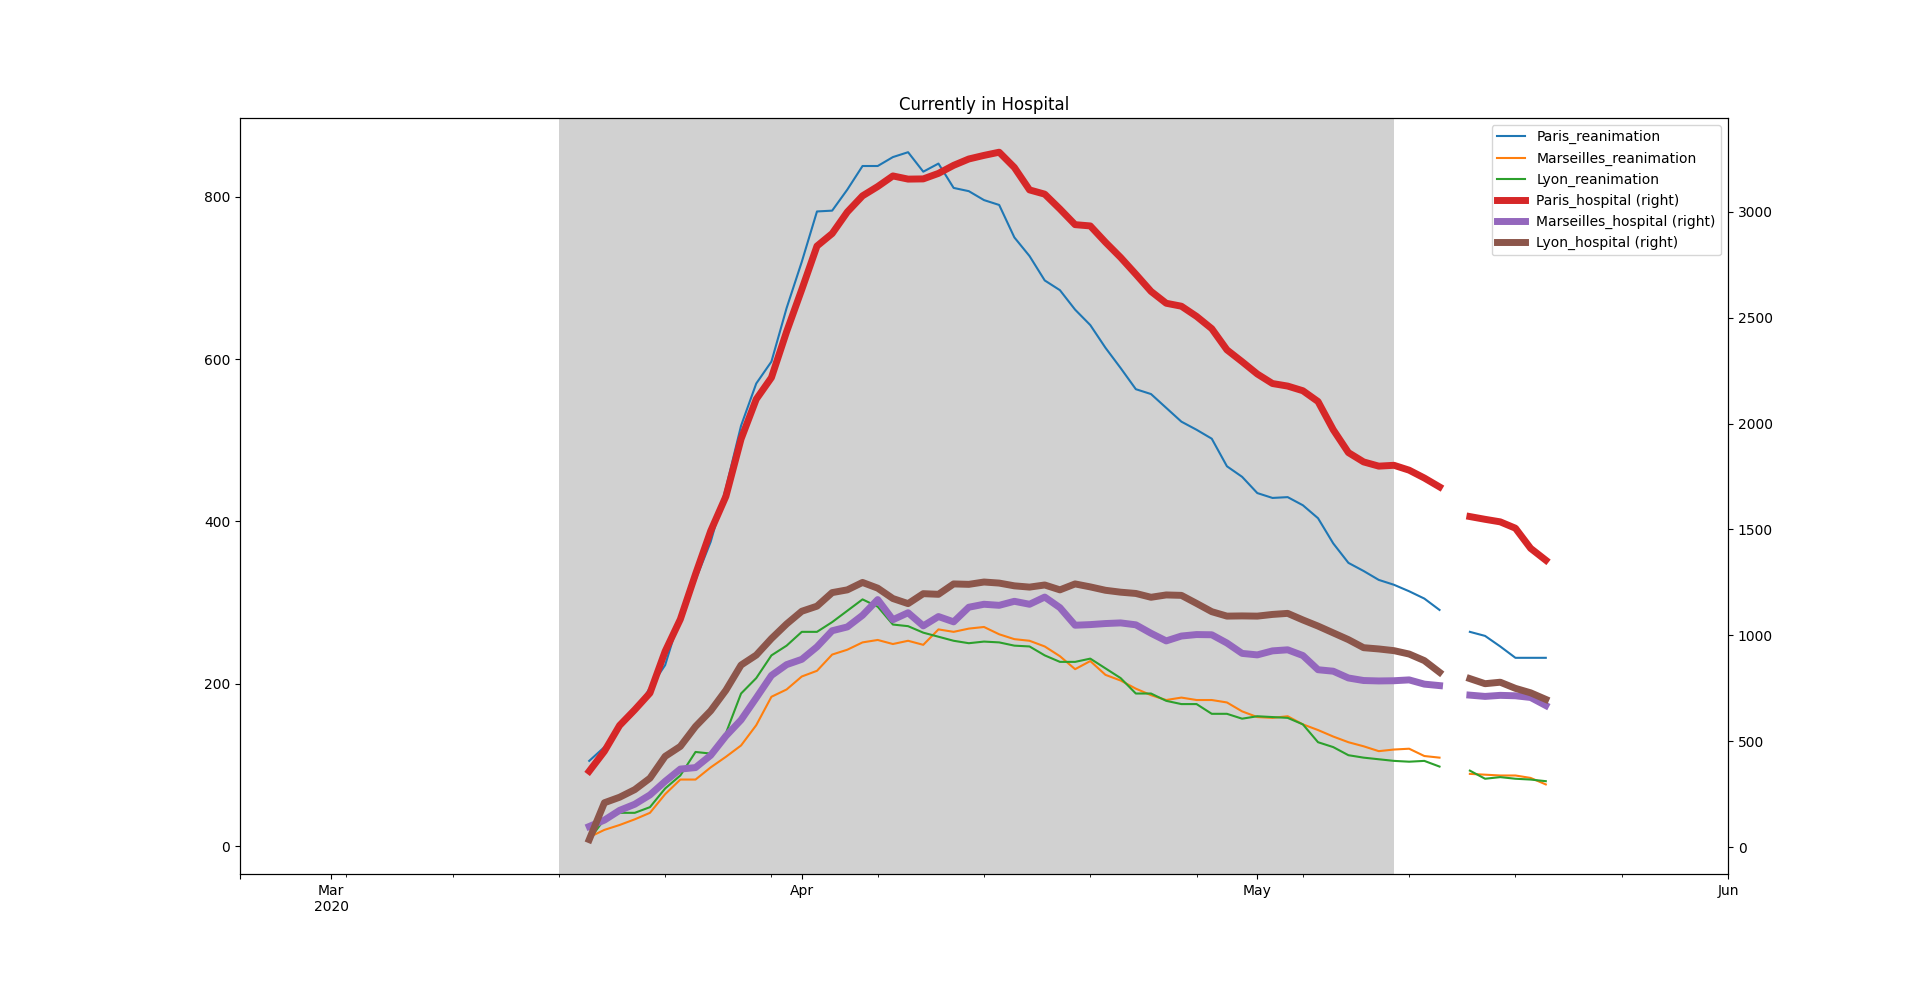 Currently in Hospital
Paris_reanimation
Marseilles_reanimation
Lyon_reanimation
Paris_hospital (right)
Marseilles_hospital (right)
Lyon_hospital (right)
800
600
400
200
0
3000
2500
2000
1500
1000
500
0
Mar
2020
Apr
May
Jun